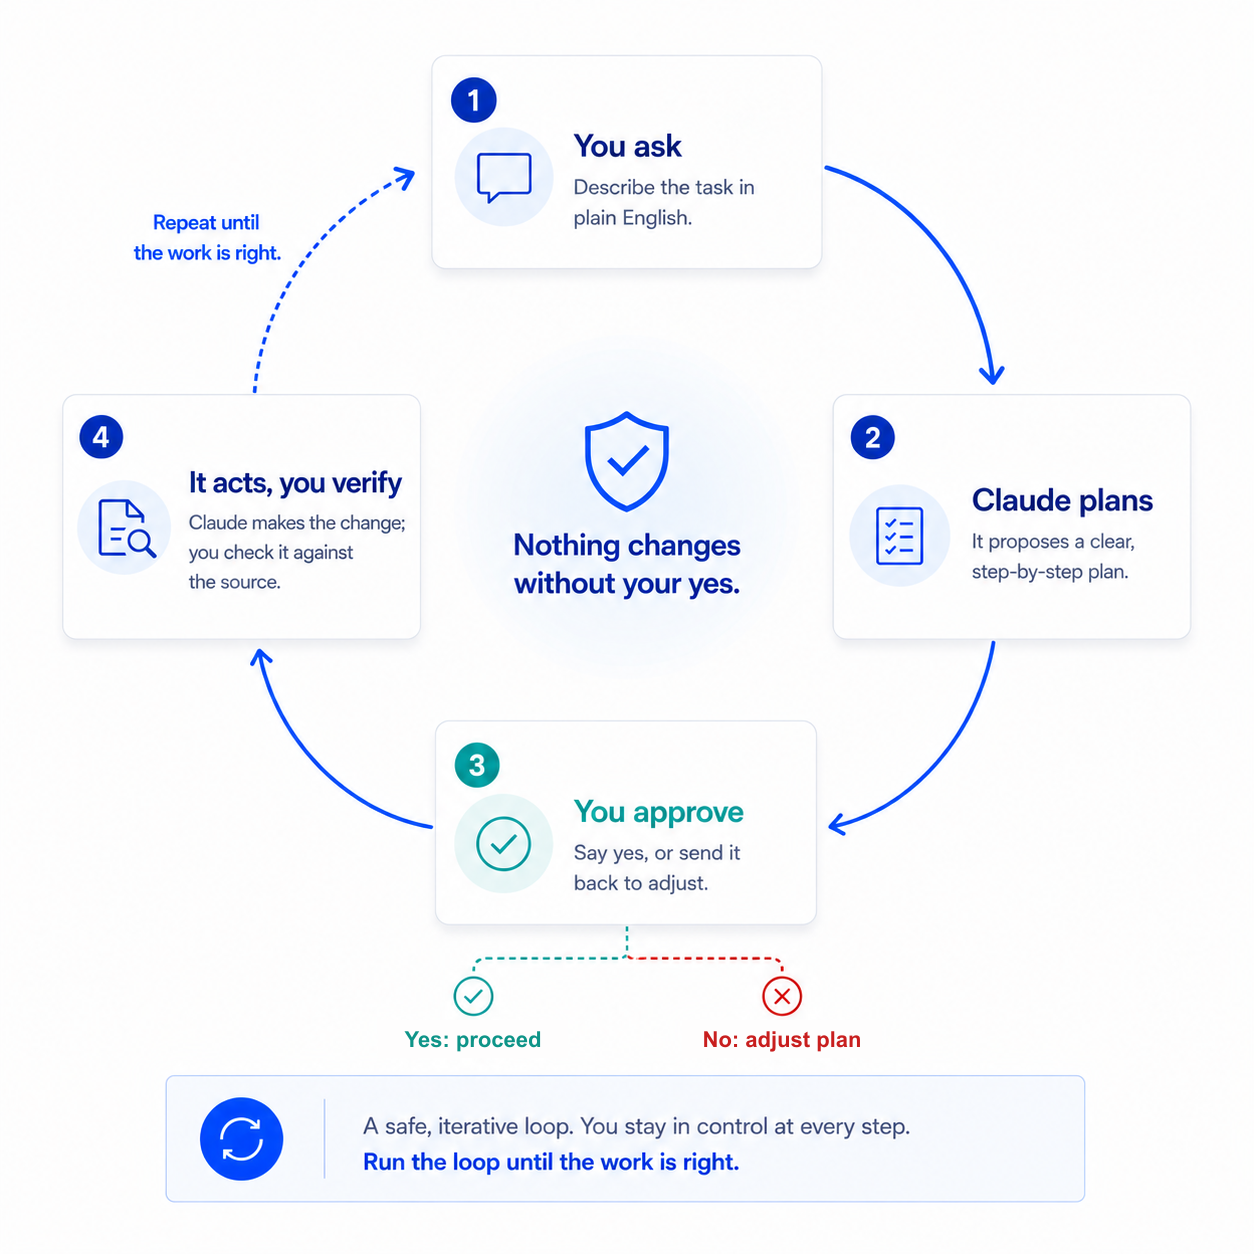 1
You ask
Describe the task in
plain English.
Repeat until
the work is right.
2
Claude plans
It proposes a clear,
step-by-step plan.
Nothing changes
without your yes.
3
You approve
Say yes, or send it
back to adjust.
Yes: proceed
No: adjust plan
4
It acts, you verify
Claude makes the change;
you check it against
the source.
A safe, iterative loop. You stay in control at every step.
Run the loop until the work is right.